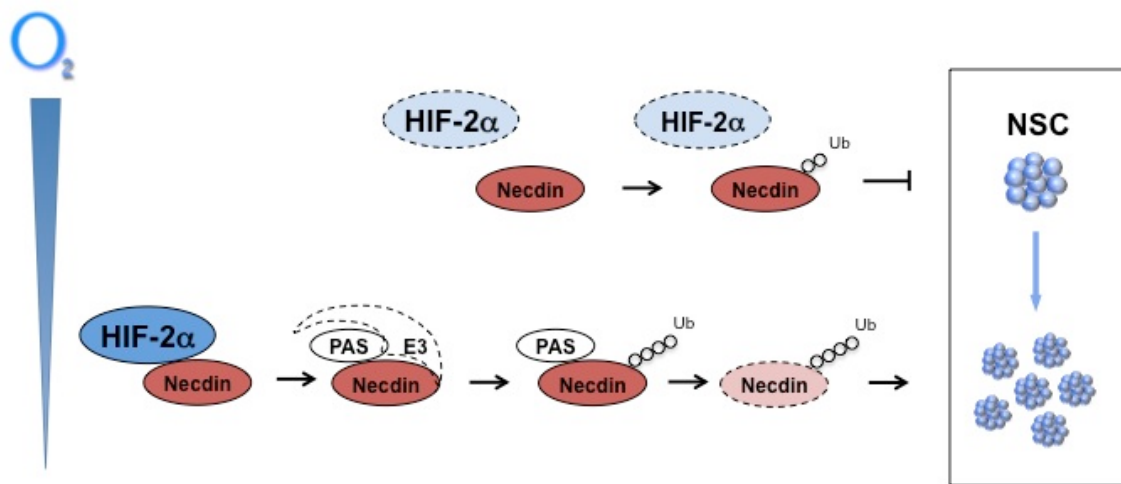 O2
HIF-2α
HIF-2α
NSC
Ub
Necdin
Necdin
HIF-2α
Ub
Ub
PAS
E3
PAS
Necdin
Necdin
Necdin
Necdin